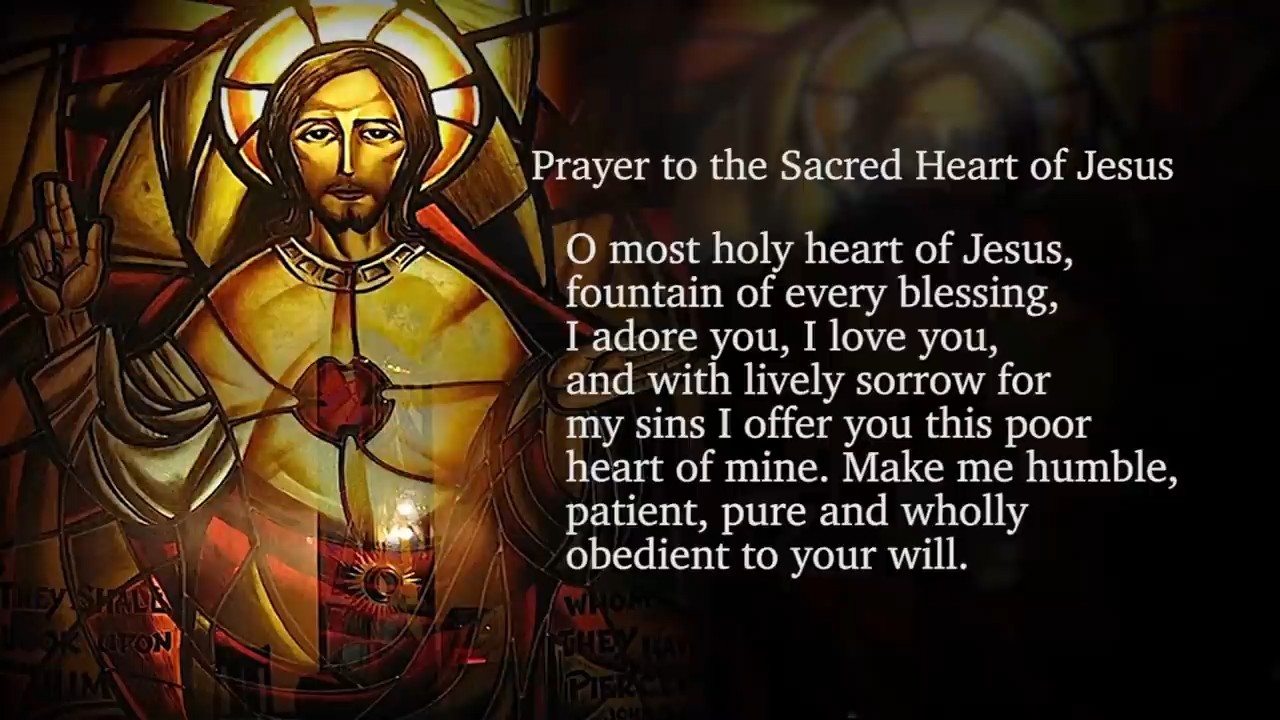 Prayer to the Sacred Heart of Jesus
O most holy heart of Jesus,
fountain of every blessing,
I adore you, I love you,
and with lively sorrow for
my sins I offer you this poor
heart of mine. Make me humble,
patient, pure and wholly
obedient to your will.
THEY SHALL
LOOK UPON
HIM
WHOM
THEY